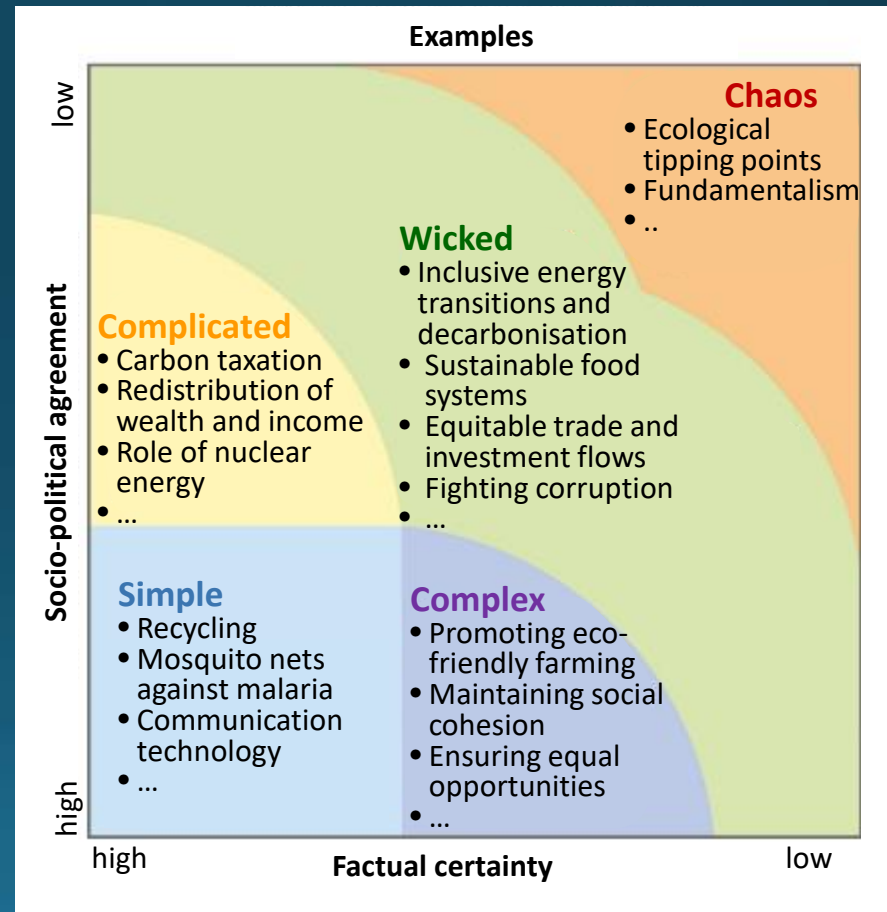 Examples
low
Socio-political agreement
high
Chaos
• Ecological
tipping points
• Fundamentalism
• ..
Wicked
• Inclusive energy
transitions and
decarbonisation
• Sustainable food
systems
• Equitable trade and
investment flows
• Fighting corruption
• ...
Complicated
• Carbon taxation
• Redistribution of
wealth and income
• Role of nuclear
energy
• ...
Simple
• Recycling
• Mosquito nets
against malaria
• Communication
technology
• ...
Complex
• Promoting eco-
friendly farming
• Maintaining social
cohesion
• Ensuring equal
opportunities
• ...
high
Factual certainty
low